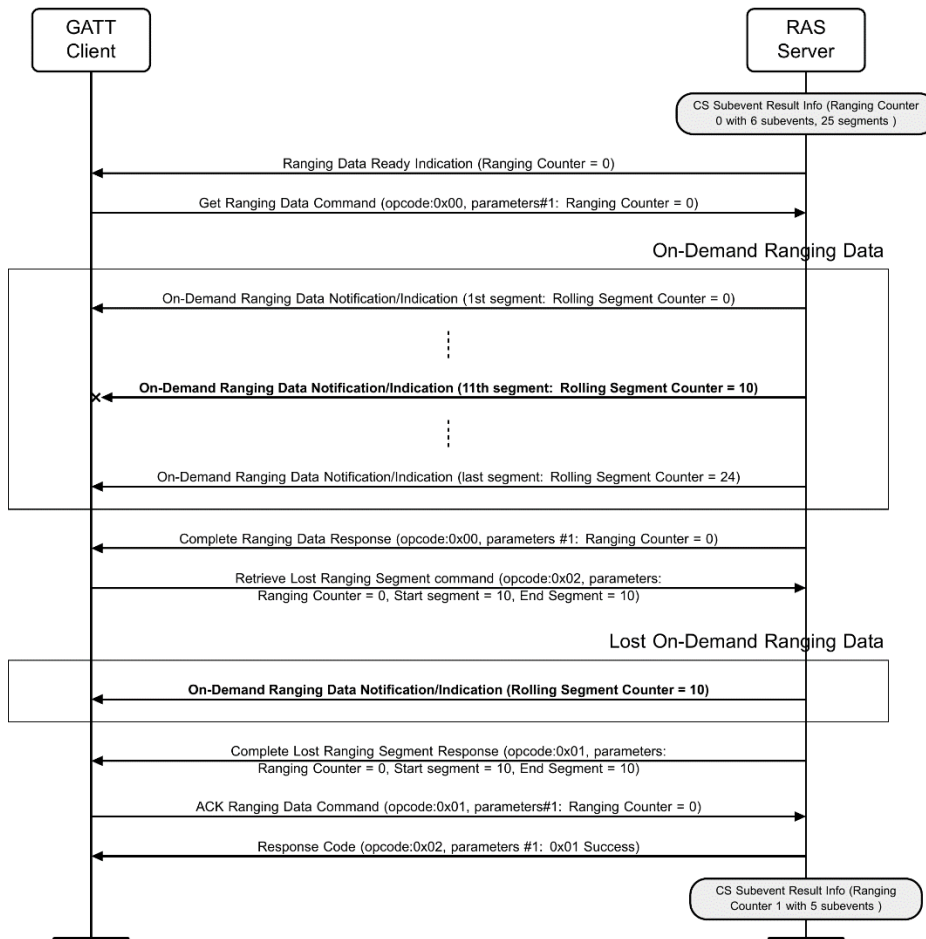 GATT
Client
RAS
Server
CS Subevent Result Info (Ranging Counter
0 with 6 subevents, 25 segments )
Ranging Data Ready Indication (Ranging Counter = 0)
Get Ranging Data Command (opcode:0x00, parameters#1: Ranging Counter = 0)
On-Demand Ranging Data
On-Demand Ranging Data Notification/Indication (1st segment: Rolling Segment Counter = 0)
On-Demand Ranging Data Notification/Indication (11th segment: Rolling Segment Counter = 10)
On-Demand Ranging Data Notification/Indication (last segment: Rolling Segment Counter = 24)
Complete Ranging Data Response (opcode:0x00, parameters #1: Ranging Counter = 0)
Retrieve Lost Ranging Segment command (opcode:0x02, parameters:
Ranging Counter = 0, Start segment = 10, End Segment = 10)
Lost On-Demand Ranging Data
On-Demand Ranging Data Notification/Indication (Rolling Segment Counter = 10)
Complete Lost Ranging Segment Response (opcode:0x01, parameters:
Ranging Counter = 0, Start segment = 10, End Segment = 10)
ACK Ranging Data Command (opcode:0x01, parameters#1: Ranging Counter = 0)
Response Code (opcode:0x02, parameters #1: 0x01 Success)
CS Subevent Result Info (Ranging
Counter 1 with 5 subevents )